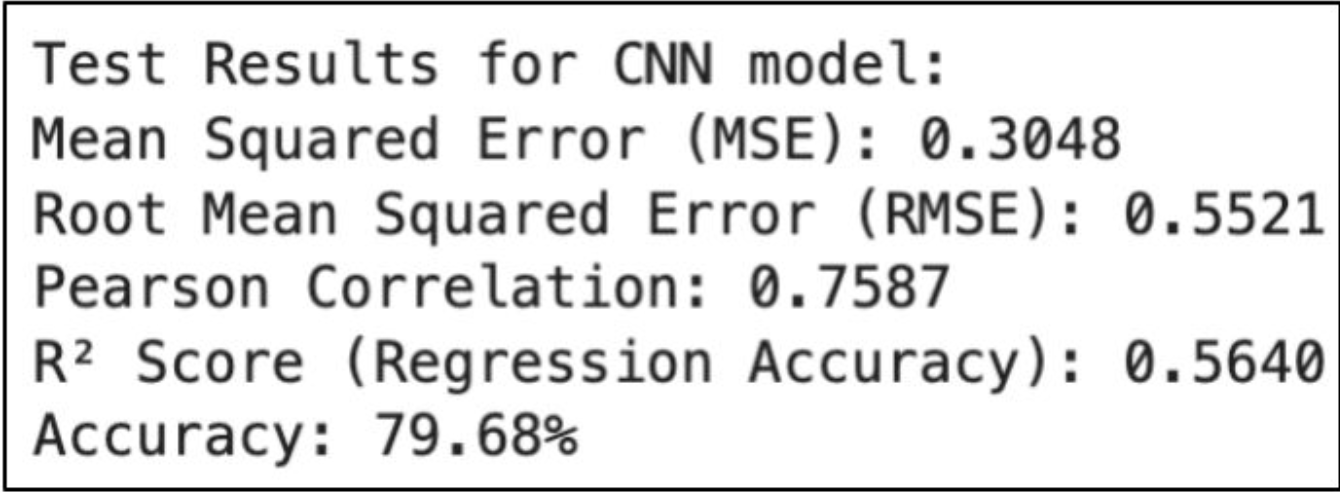 Test Results for CNN model:
Mean Squared Error (MSE): 0.3048
Root Mean Squared Error (RMSE): 0.5521
Pearson Correlation: 0.7587
R² Score (Regression Accuracy): 0.5640
Accuracy: 79.68%